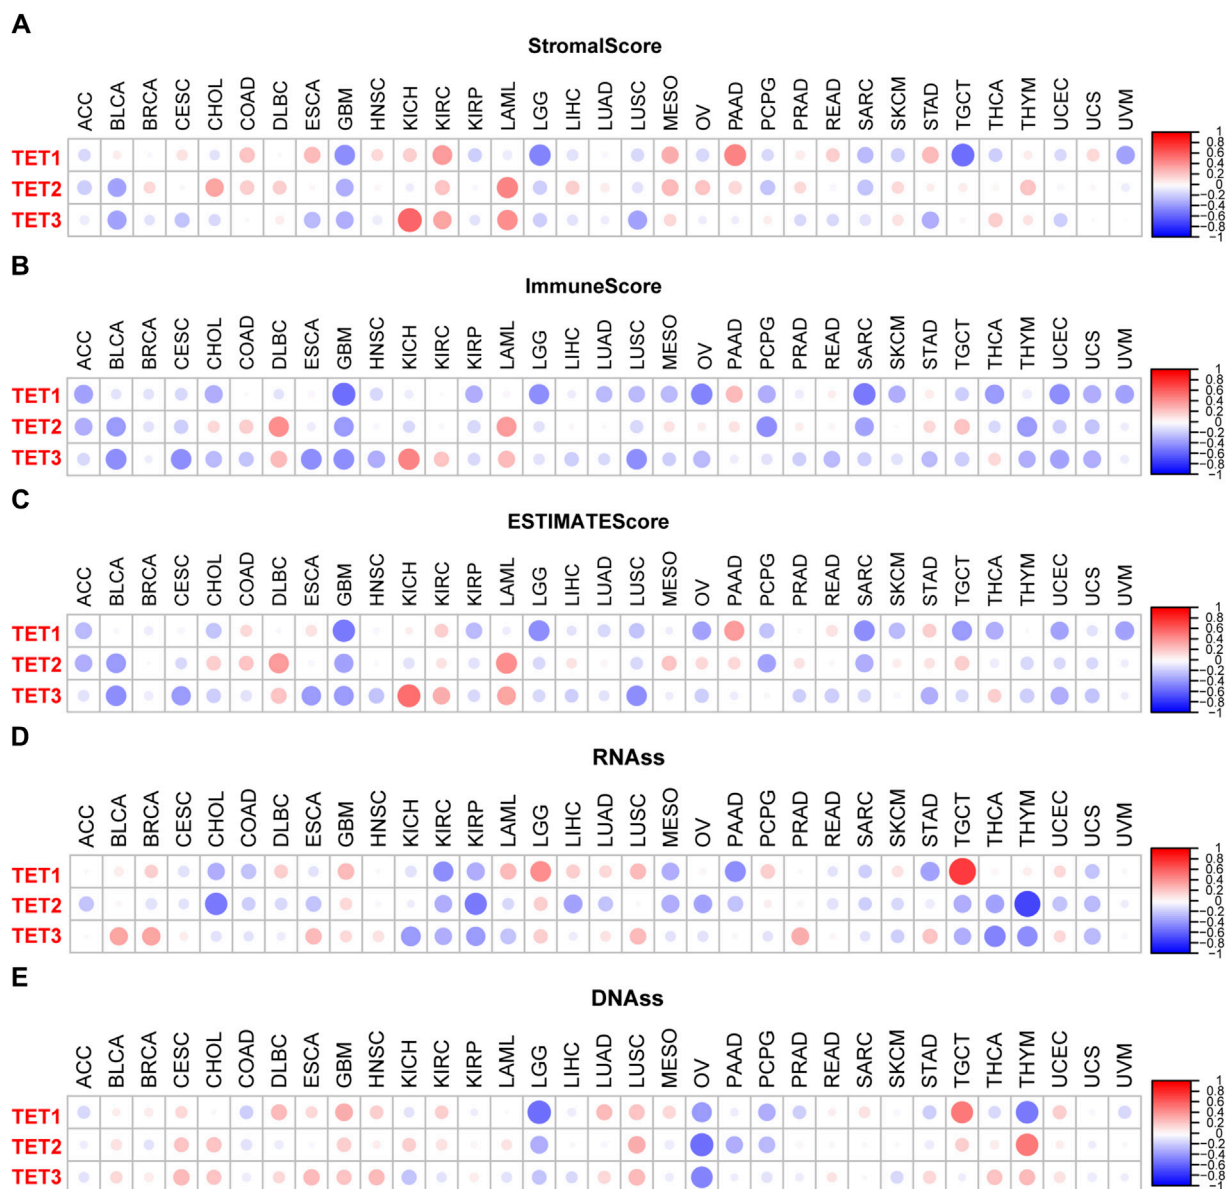 A
StromalScore
ACC BLCA BRCA CESC CHOL COAD DLBC ESCA GBM HNSC KICH KIRC KIRP LAML LGG LIHC LUAD LUSC MESO OV PAAD PCPG PRAD READ SARC SKCM STAD TGCT THCA THYM UCEC UCS UVM
TET1
TET2
TET3
1
0.8
0.6
0.4
0.2
0
−0.2
−0.4
−0.6
−0.8
−1
B
ImmuneScore
ACC BLCA BRCA CESC CHOL COAD DLBC ESCA GBM HNSC KICH KIRC KIRP LAML LGG LIHC LUAD LUSC MESO OV PAAD PCPG PRAD READ SARC SKCM STAD TGCT THCA THYM UCEC UCS UVM
TET1
TET2
TET3
1
0.8
0.6
0.4
0.2
0
−0.2
−0.4
−0.6
−0.8
−1
C
ESTIMATEScore
ACC BLCA BRCA CESC CHOL COAD DLBC ESCA GBM HNSC KICH KIRC KIRP LAML LGG LIHC LUAD LUSC MESO OV PAAD PCPG PRAD READ SARC SKCM STAD TGCT THCA THYM UCEC UCS UVM
TET1
TET2
TET3
1
0.8
0.6
0.4
0.2
0
−0.2
−0.4
−0.6
−0.8
−1
D
RNAss
ACC BLCA BRCA CESC CHOL COAD DLBC ESCA GBM HNSC KICH KIRC KIRP LAML LGG LIHC LUAD LUSC MESO OV PAAD PCPG PRAD READ SARC SKCM STAD TGCT THCA THYM UCEC UCS UVM
TET1
TET2
TET3
1
0.8
0.6
0.4
0.2
0
−0.2
−0.4
−0.6
−0.8
−1
E
DNAss
ACC BLCA BRCA CESC CHOL COAD DLBC ESCA GBM HNSC KICH KIRC KIRP LAML LGG LIHC LUAD LUSC MESO OV PAAD PCPG PRAD READ SARC SKCM STAD TGCT THCA THYM UCEC UCS UVM
TET1
TET2
TET3
1
0.8
0.6
0.4
0.2
0
−0.2
−0.4
−0.6
−0.8
−1